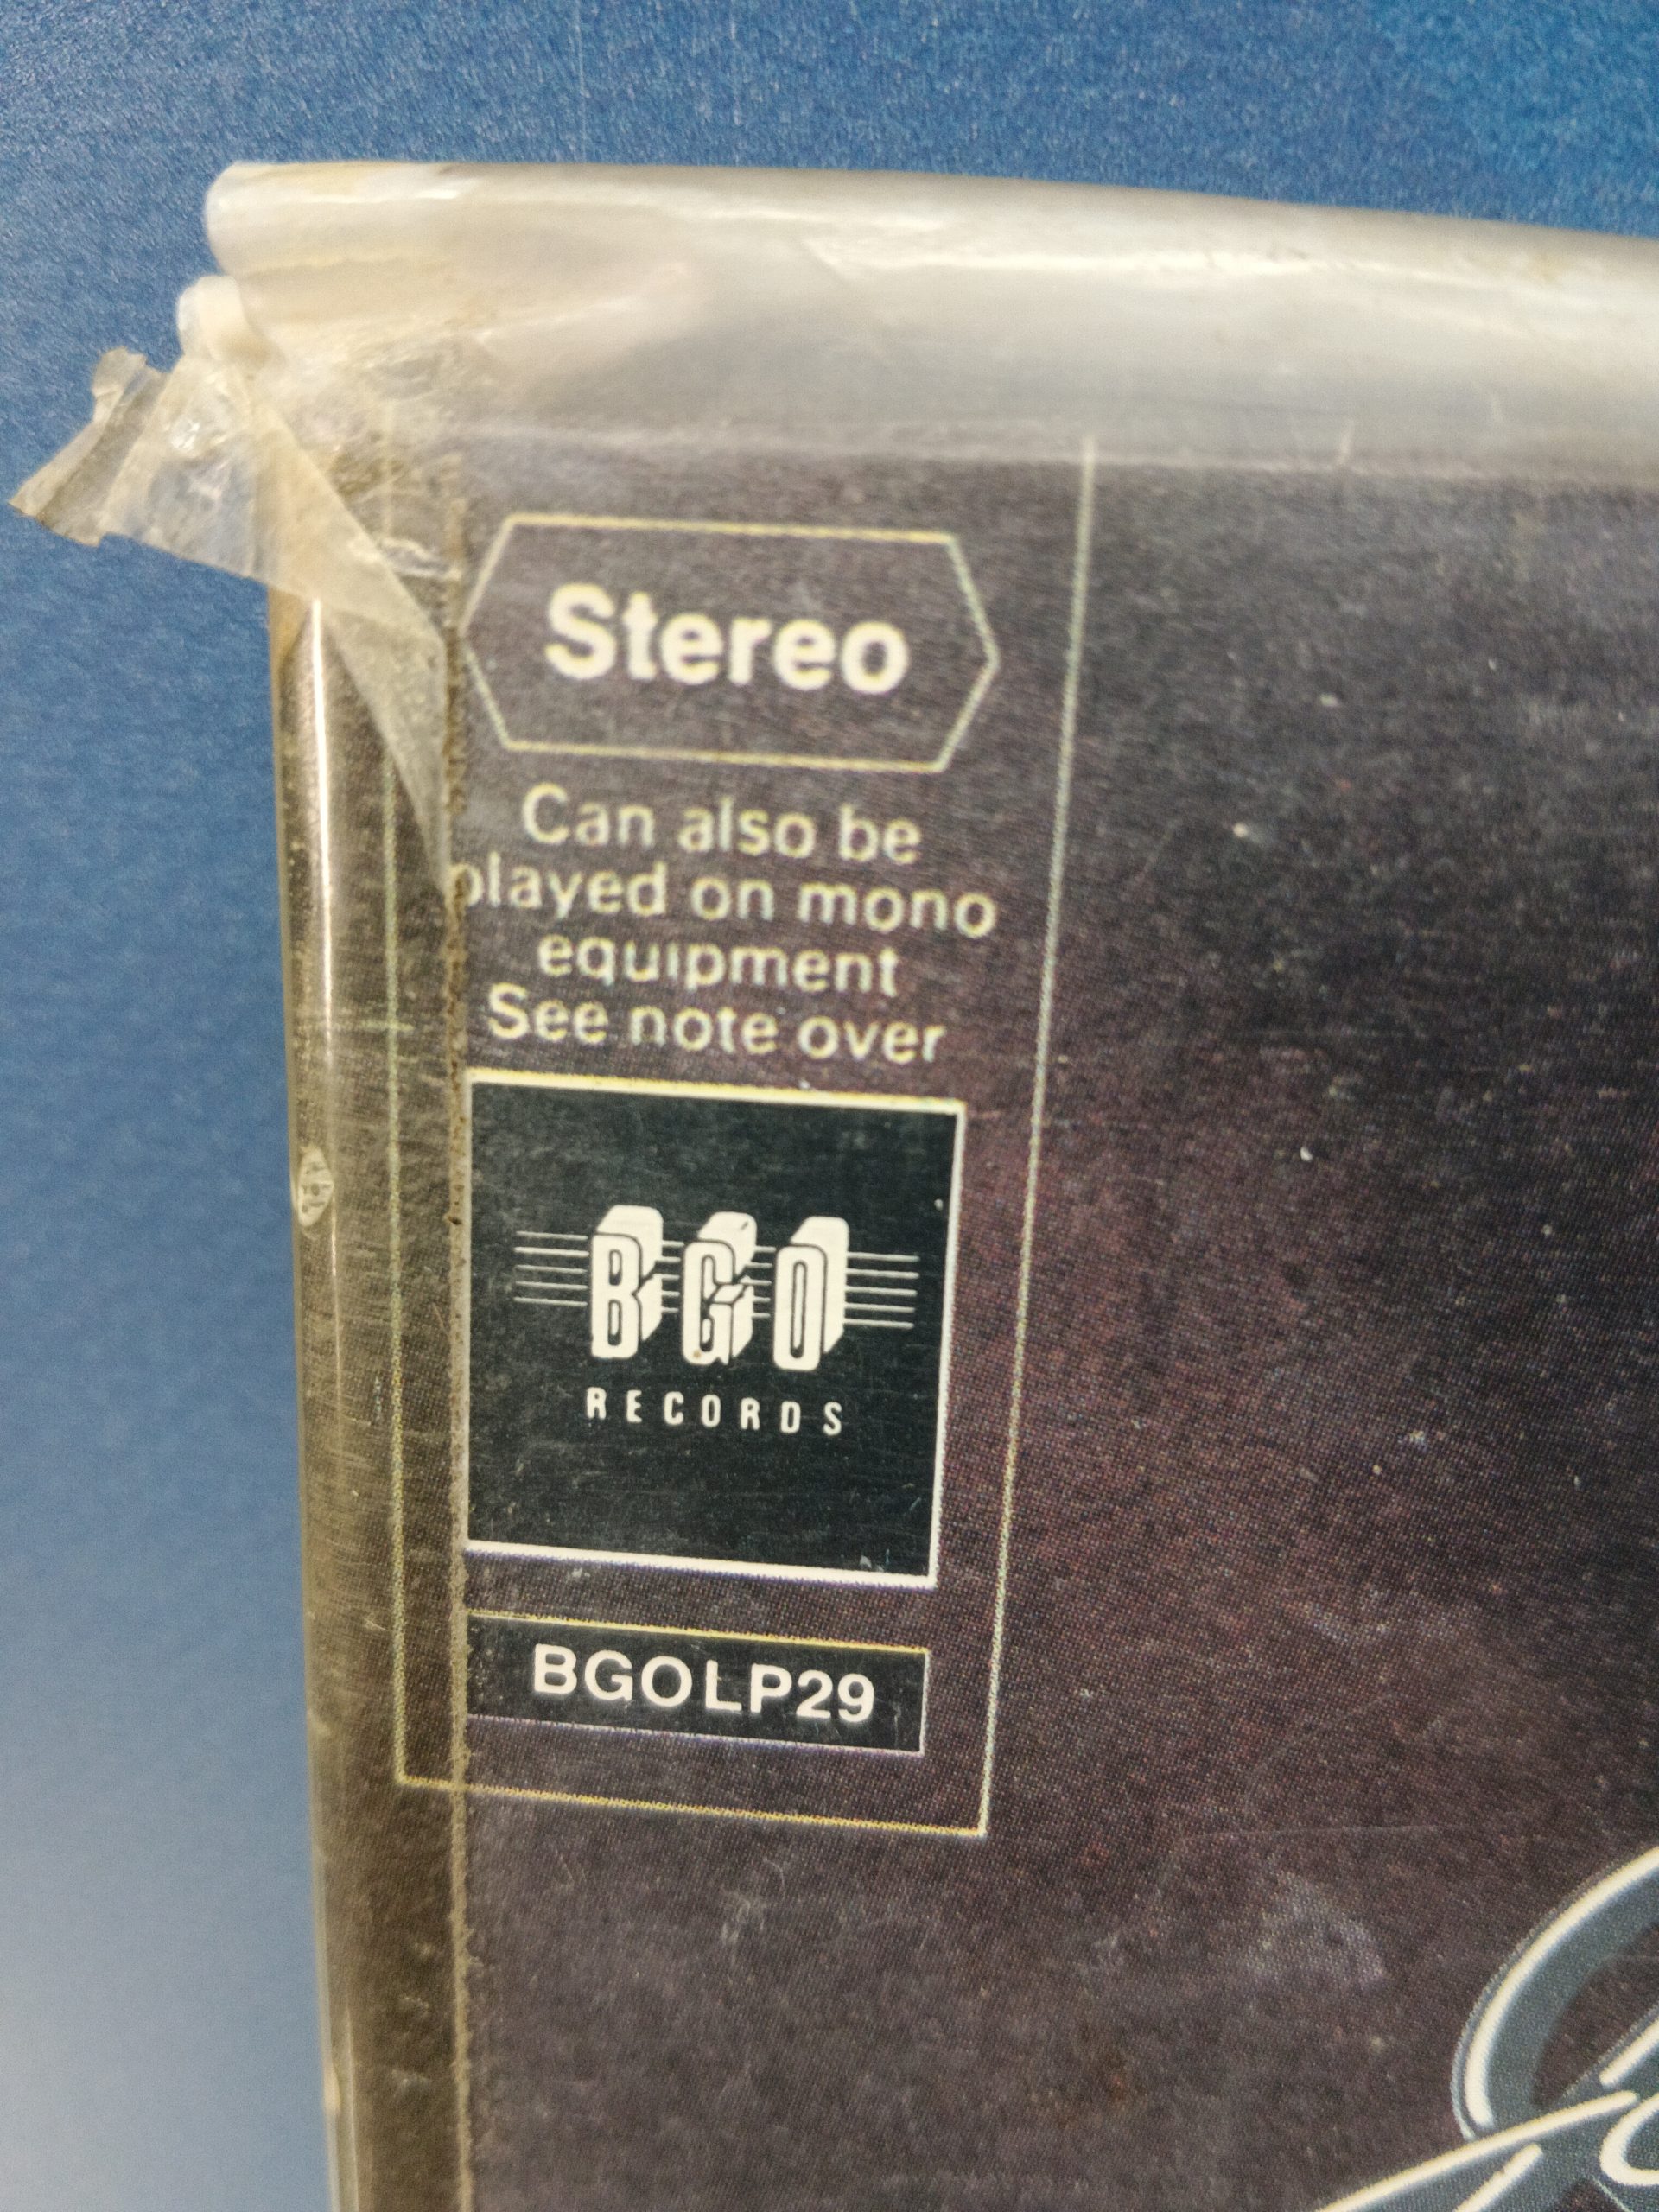 Stereo
Can also be
played on mono
equipment
See note over
BGO
RECORDS
BGOLP29